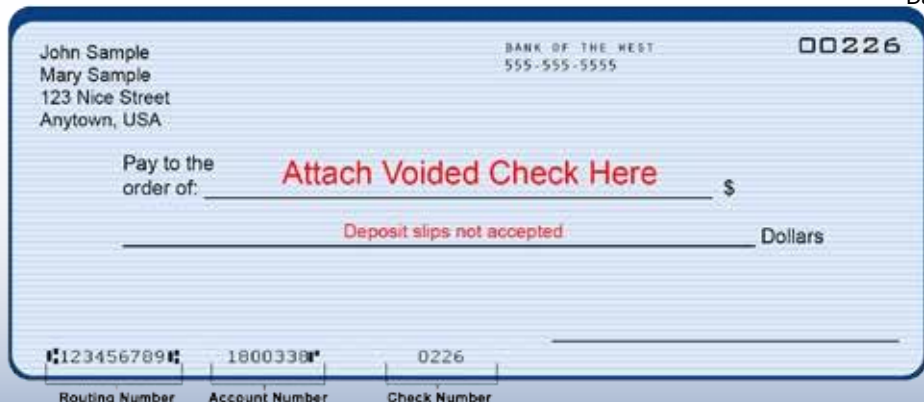 John Sample
Mary Sample
123 Nice Street
Anytown, USA
BANK OF THE WEST
555-555-5555
00226
Pay to the
order of: Attach Voided Check Here $
Deposit slips not accepted Dollars
⑆123456789⑆ 1800338⑈ 0226
Routing Number Account Number Check Number